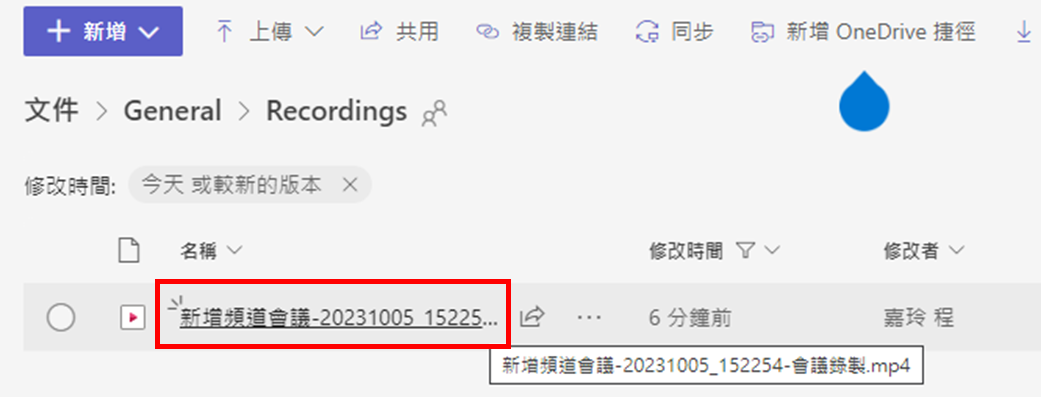 新增 上傳 共用 複製連結 同步 新增 OneDrive 捷徑
文件 > General > Recordings
修改時間: 今天 或較新的版本
名稱 修改時間 修改者
新增頻道會議-20231005_15225... 6 分鐘前 嘉玲 程
新增頻道會議-20231005_152254-會議錄製.mp4